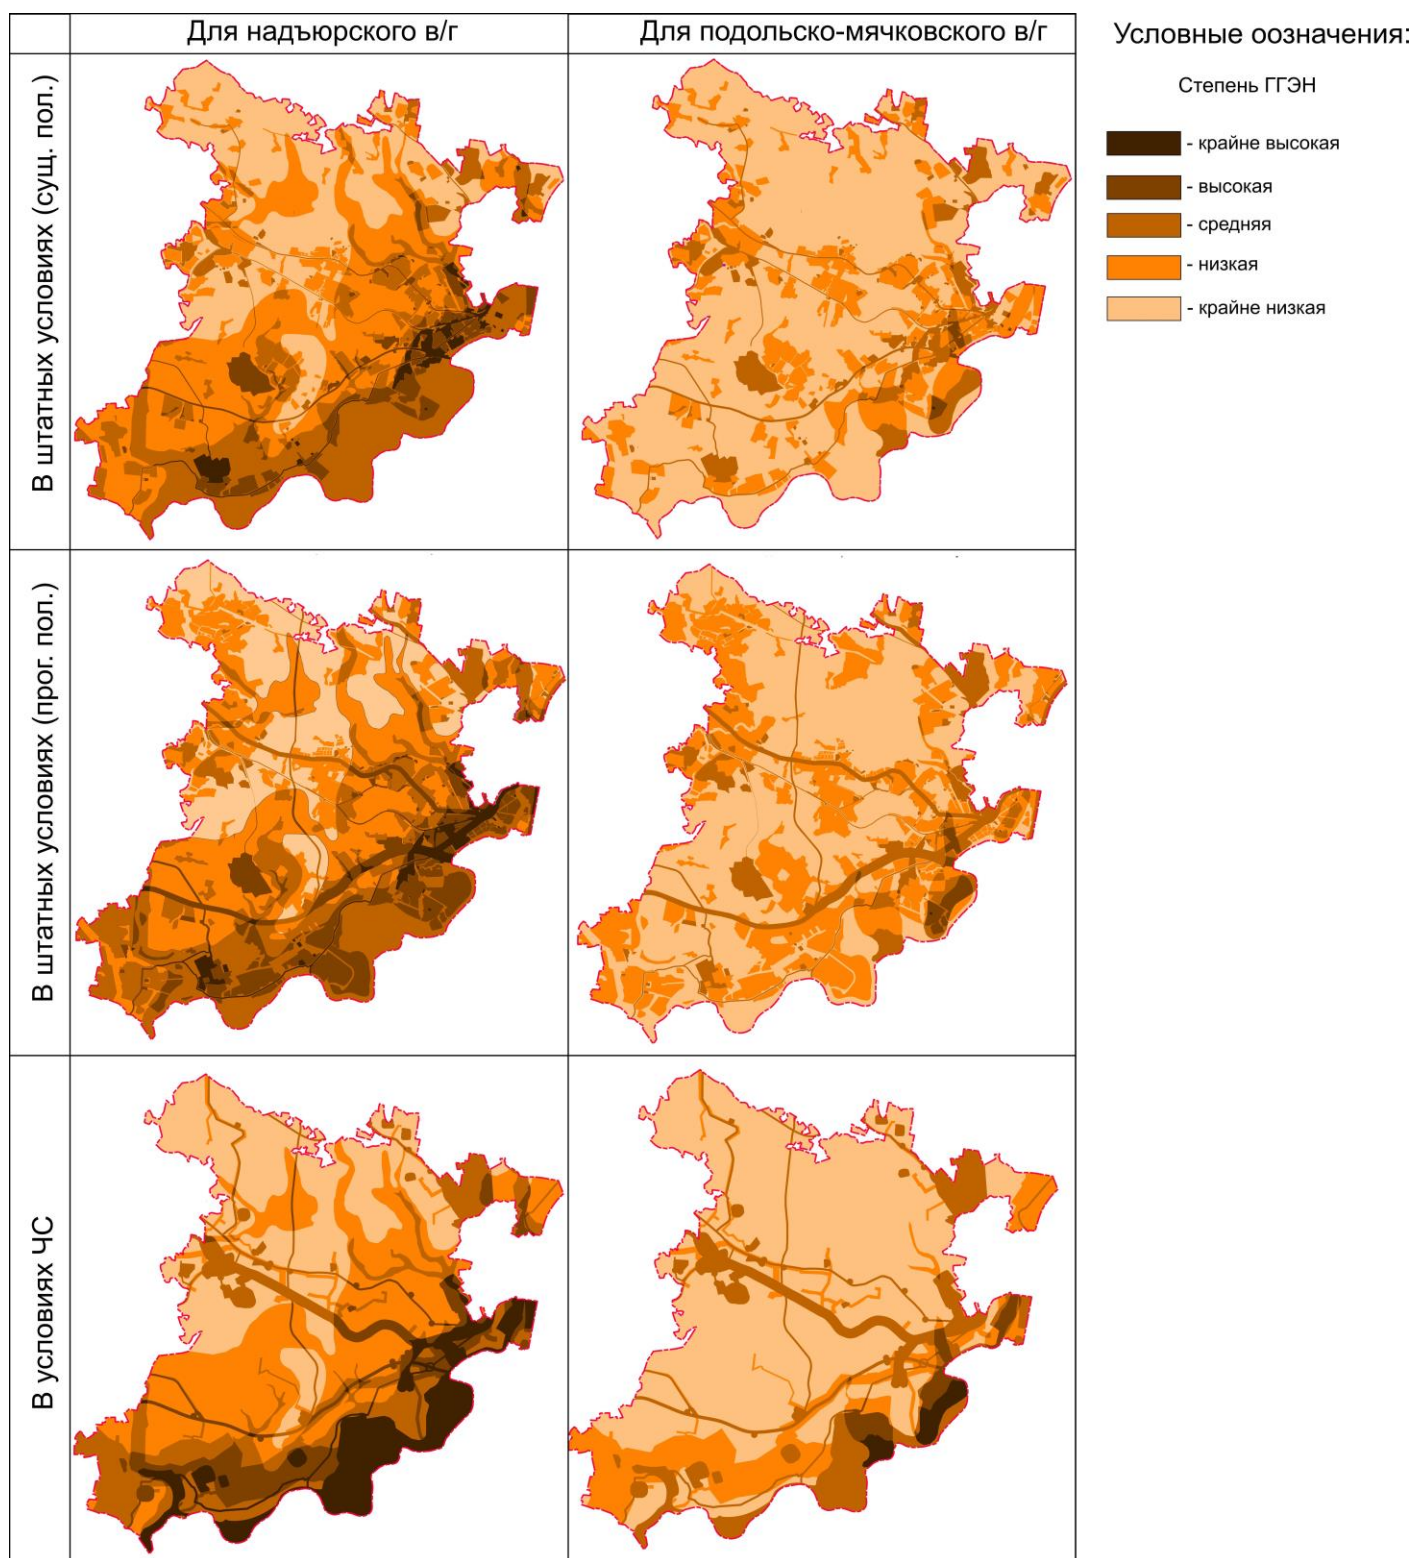 Для надъюрского в/г
Для подольско-мячковского в/г
Условные оозначения:
Степень ГГЭН
- крайне высокая
- высокая
- средняя
- низкая
- крайне низкая
В штатных условиях (сущ. пол.)
В штатных условиях (прог. пол.)
В условиях ЧС